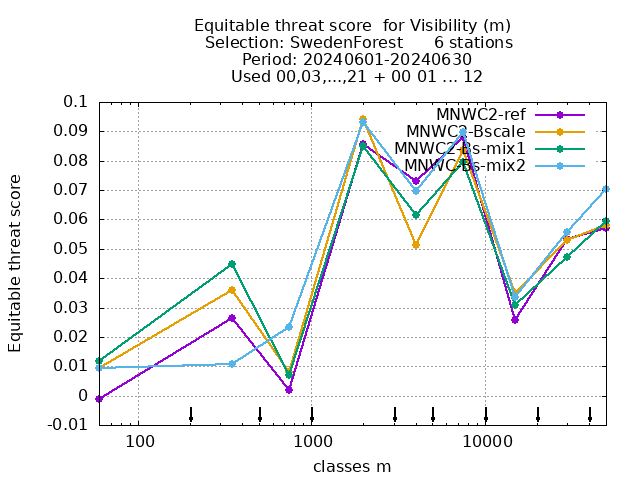 Equitable threat score for Visibility (m)
Selection: SwedenForest 6 stations
Period: 20240601-20240630
Used 00,03,...,21 + 00 01 ... 12
MNWC2-ref
MNWC2-Bscale
MNWC2-Bs-mix1
MNWC-Bs-mix2
Equitable threat score
0.1
0.09
0.08
0.07
0.06
0.05
0.04
0.03
0.02
0.01
0
-0.01
100 1000 10000
classes m